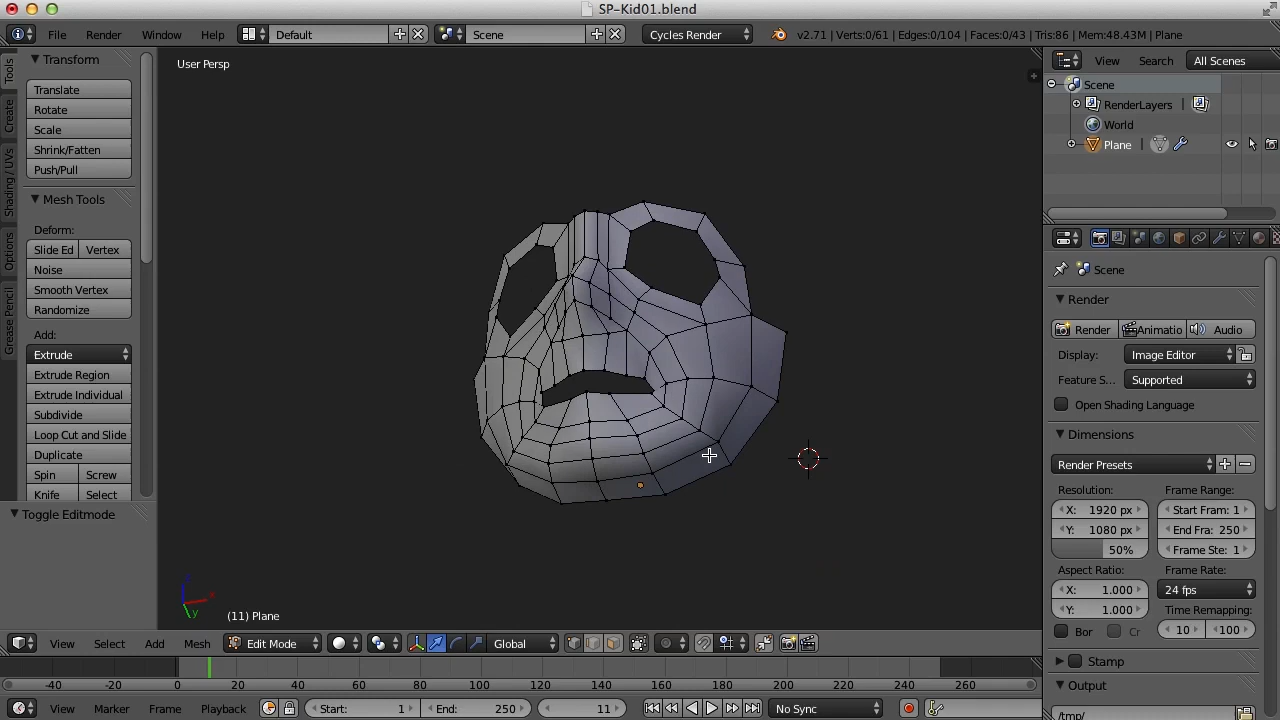 SP-Kid01.blend
File Render Window Help Default Scene Cycles Render v2.71 | Verts:0/61 | Edges:0/104 | Faces:0/43 | Tris:86 | Mem:48.43M | Plane
Tools
Create
Shading / UVs
Options
Grease Pencil
Transform
Translate
Rotate
Scale
Shrink/Fatten
Push/Pull
Mesh Tools
Deform:
Slide Ed Vertex
Noise
Smooth Vertex
Randomize
Add:
Extrude
Extrude Region
Extrude Individual
Subdivide
Loop Cut and Slide
Duplicate
Spin Screw
Knife Select
Toggle Editmode
User Persp
x
y
(11) Plane
View Select Add Mesh Edit Mode Global
-40 -20 0 20 40 60 80 100 120 140 160 180 200 220 240 260
View Marker Frame Playback Start: 1 End: 250 11 No Sync
View Search All Scenes
Scene
RenderLayers
World
Plane
Scene
Render
Render Animatio Audio
Display: Image Editor
Feature S... Supported
Open Shading Language
Dimensions
Render Presets
Resolution: Frame Range:
X: 1920 px Start Fram: 1
Y: 1080 px End Fra: 250
50% Frame Ste: 1
Aspect Ratio: Frame Rate:
X: 1.000 24 fps
Y: 1.000 Time Remapping:
Bor Cr 10 100
Stamp
Output
/tmp/